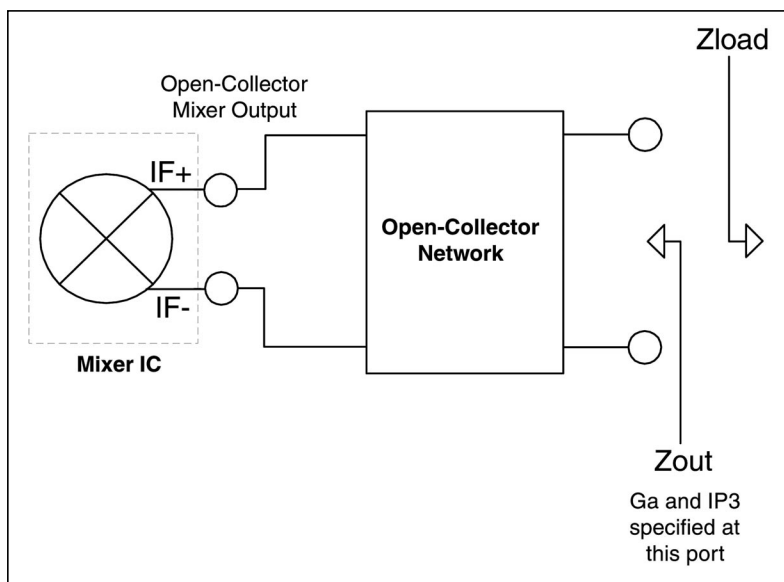 Zload
Open-Collector
Mixer Output
IF+
Open-Collector
Network
IF-
Mixer IC
Zout
Ga and IP3
specified at
this port